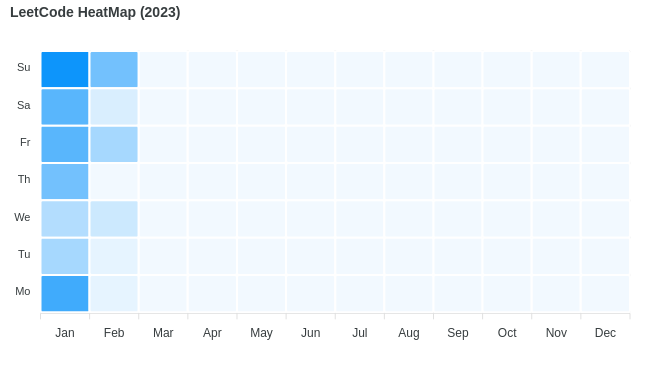 LeetCode HeatMap (2023)
Su
Sa
Fr
Th
We
Tu
Mo
Jan Feb Mar Apr May Jun Jul Aug Sep Oct Nov Dec